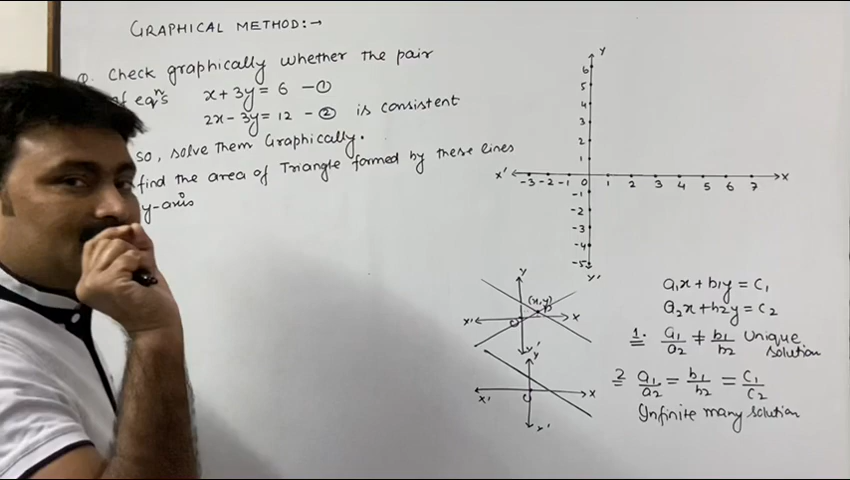 GRAPHICAL METHOD:→
Q. Check graphically whether the pair
of eqⁿs x + 3y = 6 — ①
2x - 3y = 12 - ② is consistent
so, solve them Graphically.
find the area of Triangle formed by these lines
y-axis
Y
6
5
4
3
2
1
X' -3 -2 -1 0 1 2 3 4 5 6 7 X
-1
-2
-3
-4
-5
Y'
Y
(x,y)
P
X' O X
Y'
Y
X' O X
Y'
a₁x + b₁y = C₁
a₂x + b₂y = C₂
1. a₁/a₂ ≠ b₁/b₂ Unique
solution
2 a₁/a₂ = b₁/b₂ = C₁/C₂
Infinite many solution